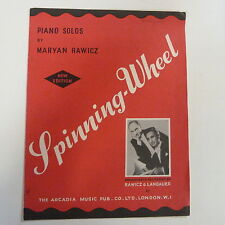 PIANO SOLOS
BY
MARYAN RAWICZ
NEW
EDITION
Spinning-Wheel
RAWICZ & LANDAUER
THE ARCADIA MUSIC PUB. CO. LTD. LONDON. W.1